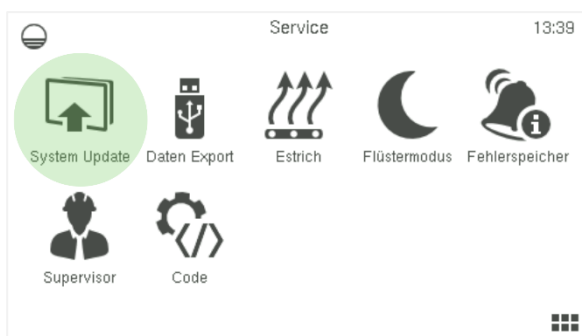 Service 13:39
System Update Daten Export Estrich Flüstermodus Fehlerspeicher
Supervisor Code